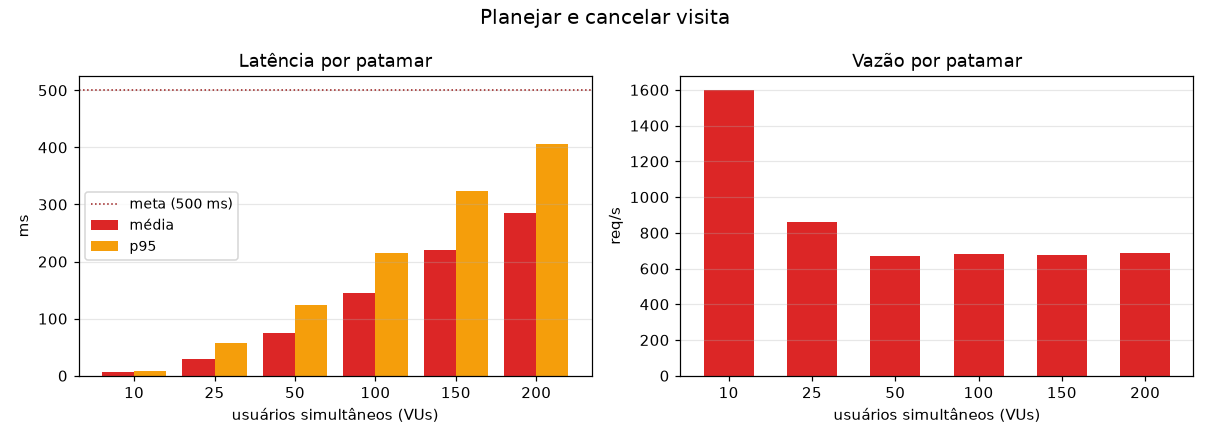 Planejar e cancelar visita
Latência por patamar
500
400
300
200
100
0
ms
meta (500 ms)
média
p95
10 25 50 100 150 200
usuários simultâneos (VUs)
Vazão por patamar
1600
1400
1200
1000
800
600
400
200
0
req/s
10 25 50 100 150 200
usuários simultâneos (VUs)